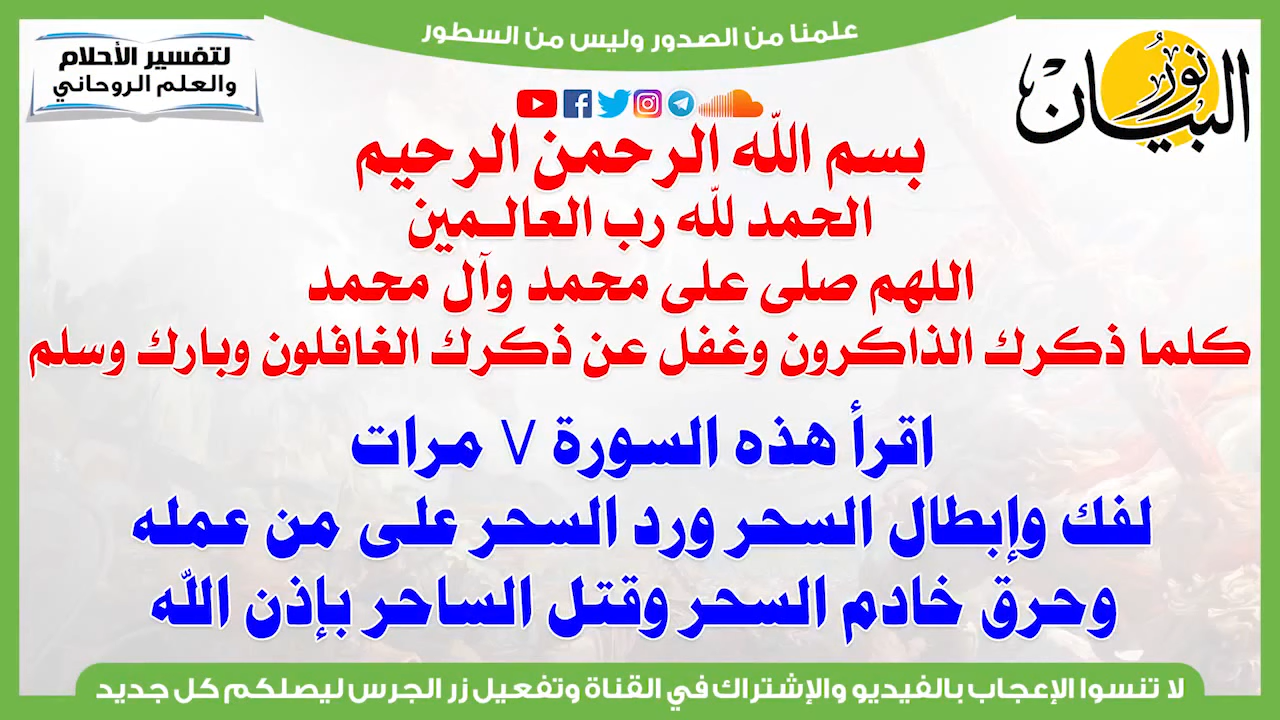 علمنا من الصدور وليس من السطور
نور البيان
لتفسير الأحلام
والعلم الروحاني
بسم الله الرحمن الرحيم
الحمد لله رب العالـمين
اللهم صلى على محمد وآل محمد
كلما ذكرك الذاكرون وغفل عن ذكرك الغافلون وبارك وسلم
اقرأ هذه السورة ٧ مرات
لفك وإبطال السحر ورد السحر على من عمله
وحرق خادم السحر وقتل الساحر بإذن الله
لا تنسوا الإعجاب بالفيديو والإشتراك في القناة وتفعيل زر الجرس ليصلكم كل جديد